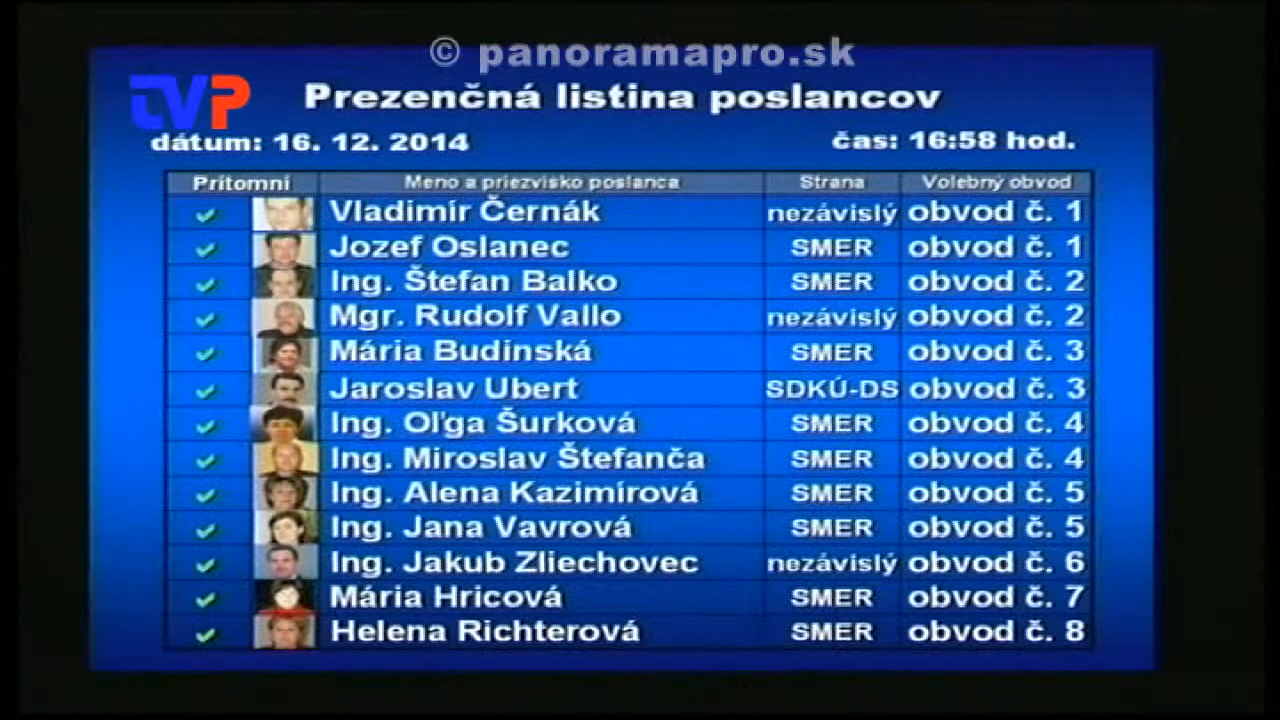 © panoramapro.sk
TVP
Prezenčná listina poslancov
dátum: 16. 12. 2014 čas: 16:58 hod.
Prítomní Meno a priezvisko poslanca Strana Volebný obvod
Vladimír Černák nezávislý obvod č. 1
Jozef Oslanec SMER obvod č. 1
Ing. Štefan Balko SMER obvod č. 2
Mgr. Rudolf Vallo nezávislý obvod č. 2
Mária Budinská SMER obvod č. 3
Jaroslav Ubert SDKÚ-DS obvod č. 3
Ing. Oľga Šurková SMER obvod č. 4
Ing. Miroslav Štefanča SMER obvod č. 4
Ing. Alena Kazimírová SMER obvod č. 5
Ing. Jana Vavrová SMER obvod č. 5
Ing. Jakub Zliechovec nezávislý obvod č. 6
Mária Hricová SMER obvod č. 7
Helena Richterová SMER obvod č. 8